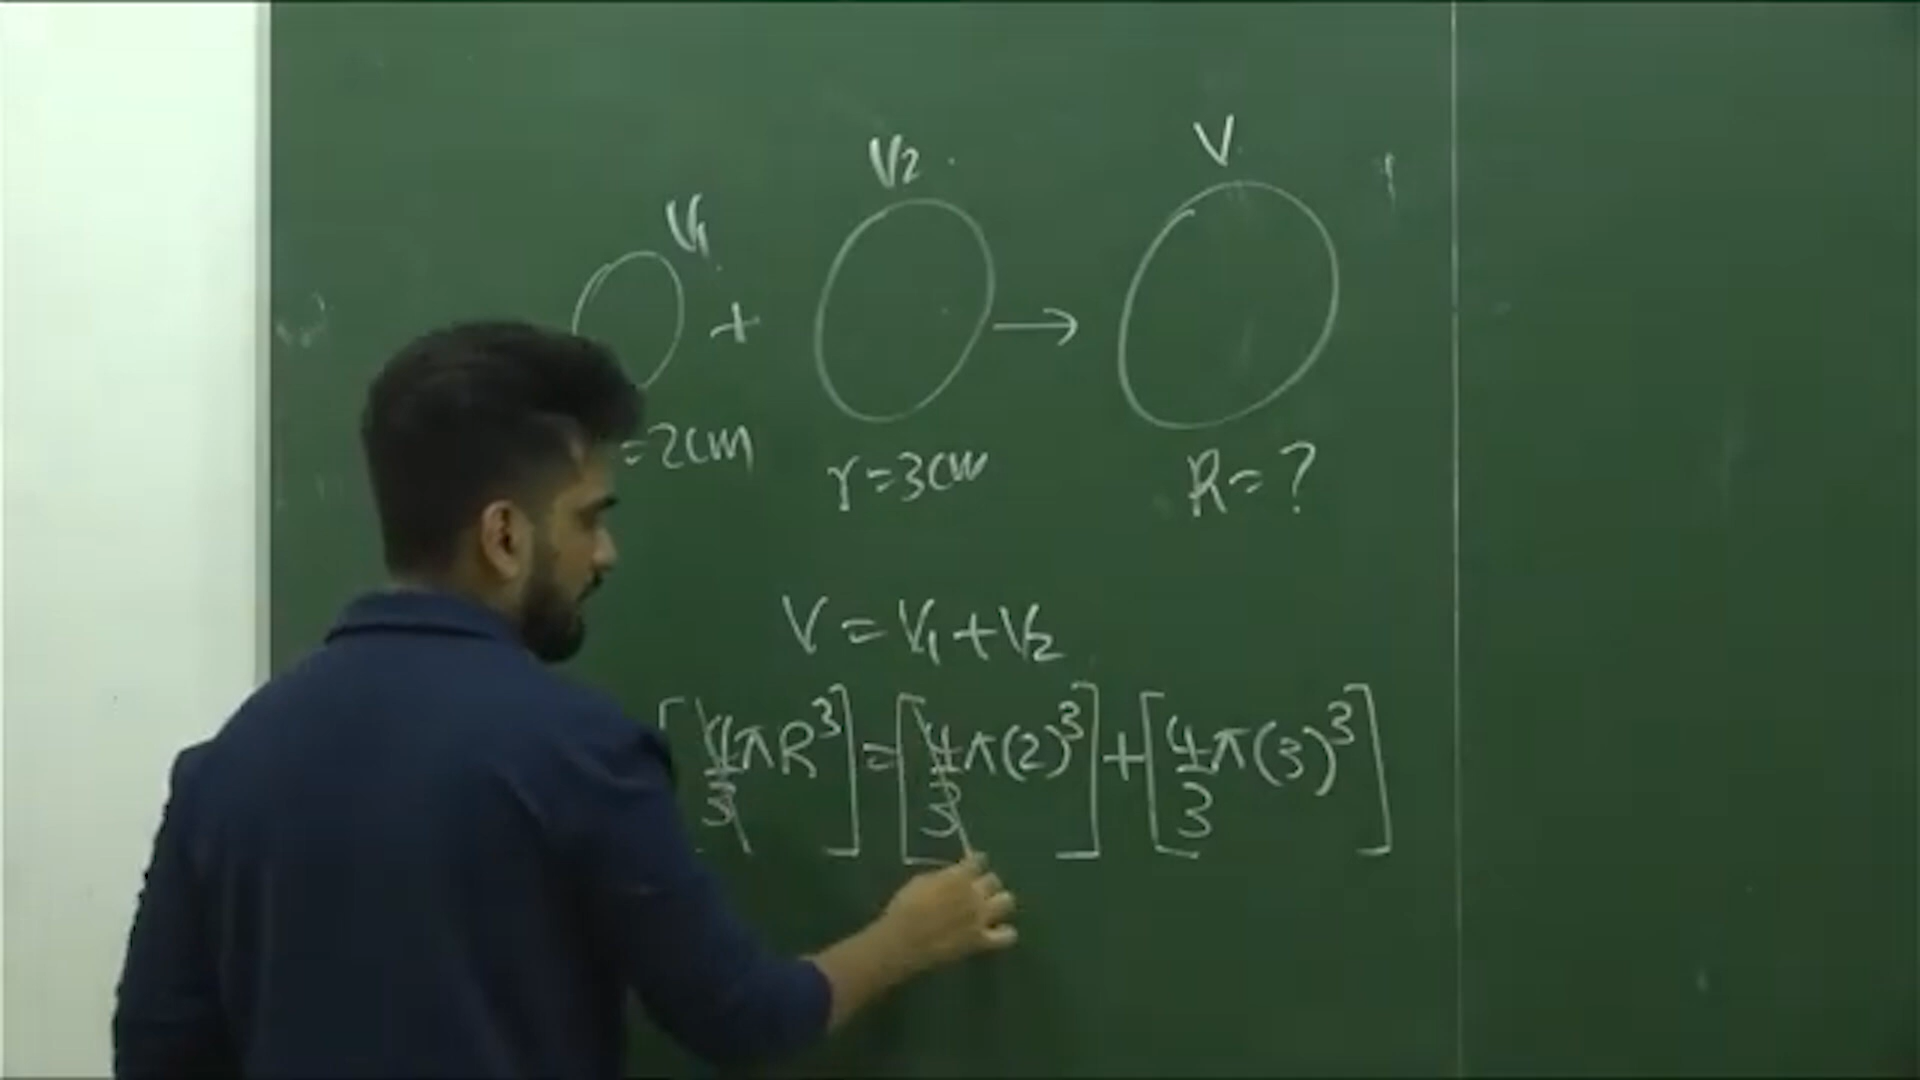 V₁
V₂
V
+ →
=2cm
r=3cm
R=?
V=V₁+V₂
[4/3 πR³]=[4/3 π(2)³]+[4/3 π(3)³]